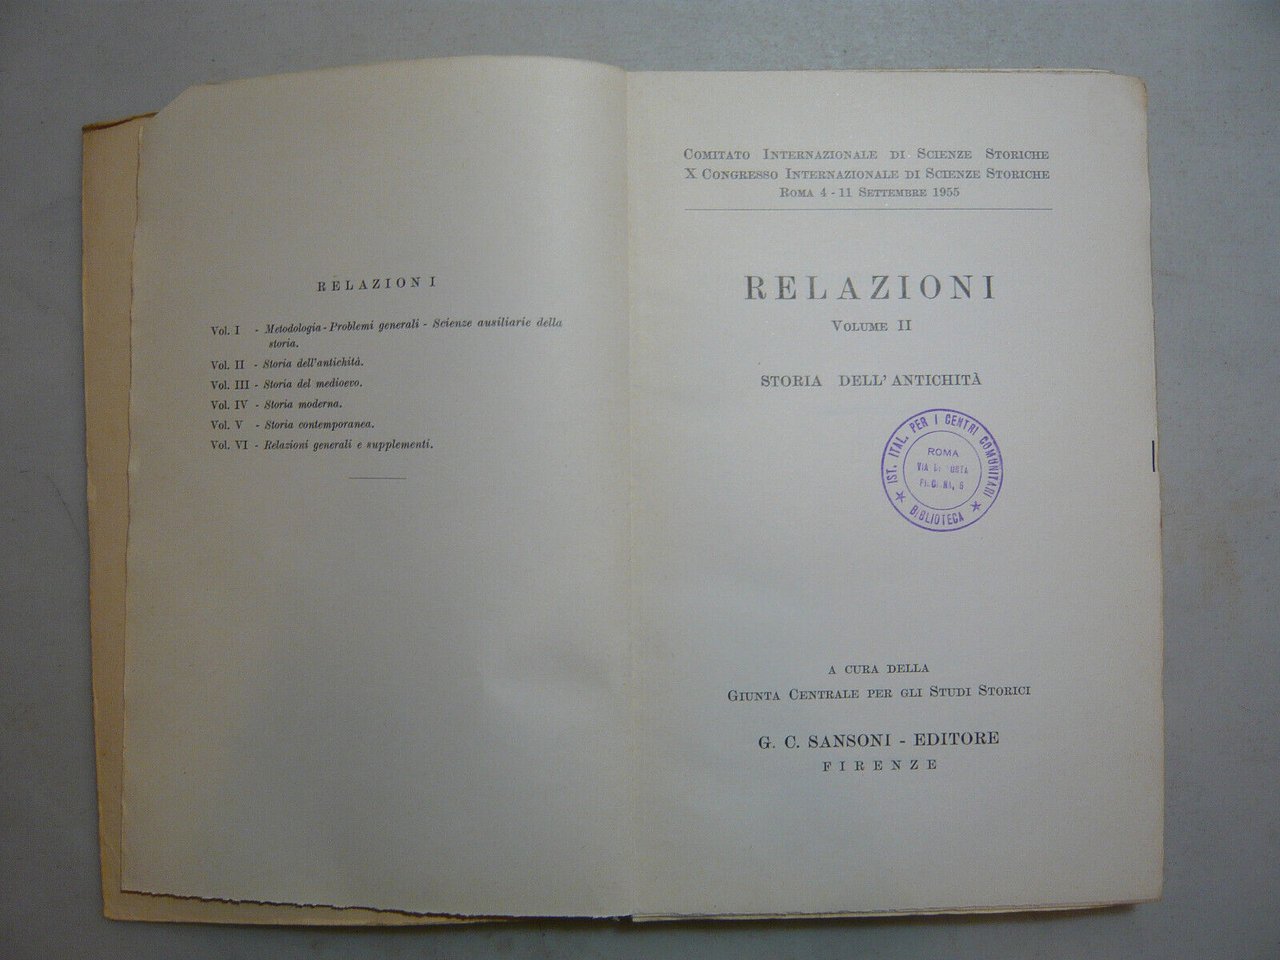 RELAZIONI
Vol. I - Metodologia - Problemi generali - Scienze ausiliarie della
storia.
Vol. II - Storia dell'antichità.
Vol. III - Storia del medioevo.
Vol. IV - Storia moderna.
Vol. V - Storia contemporanea.
Vol. VI - Relazioni generali e supplementi.
COMITATO INTERNAZIONALE DI SCIENZE STORICHE
X CONGRESSO INTERNAZIONALE DI SCIENZE STORICHE
ROMA 4 - 11 SETTEMBRE 1955
RELAZIONI
VOLUME II
STORIA DELL'ANTICHITÀ
IST. ITAL. PER I CENTRI COMUNITARI
ROMA
VIA
BIBLIOTECA
A CURA DELLA
GIUNTA CENTRALE PER GLI STUDI STORICI
G. C. SANSONI - EDITORE
FIRENZE